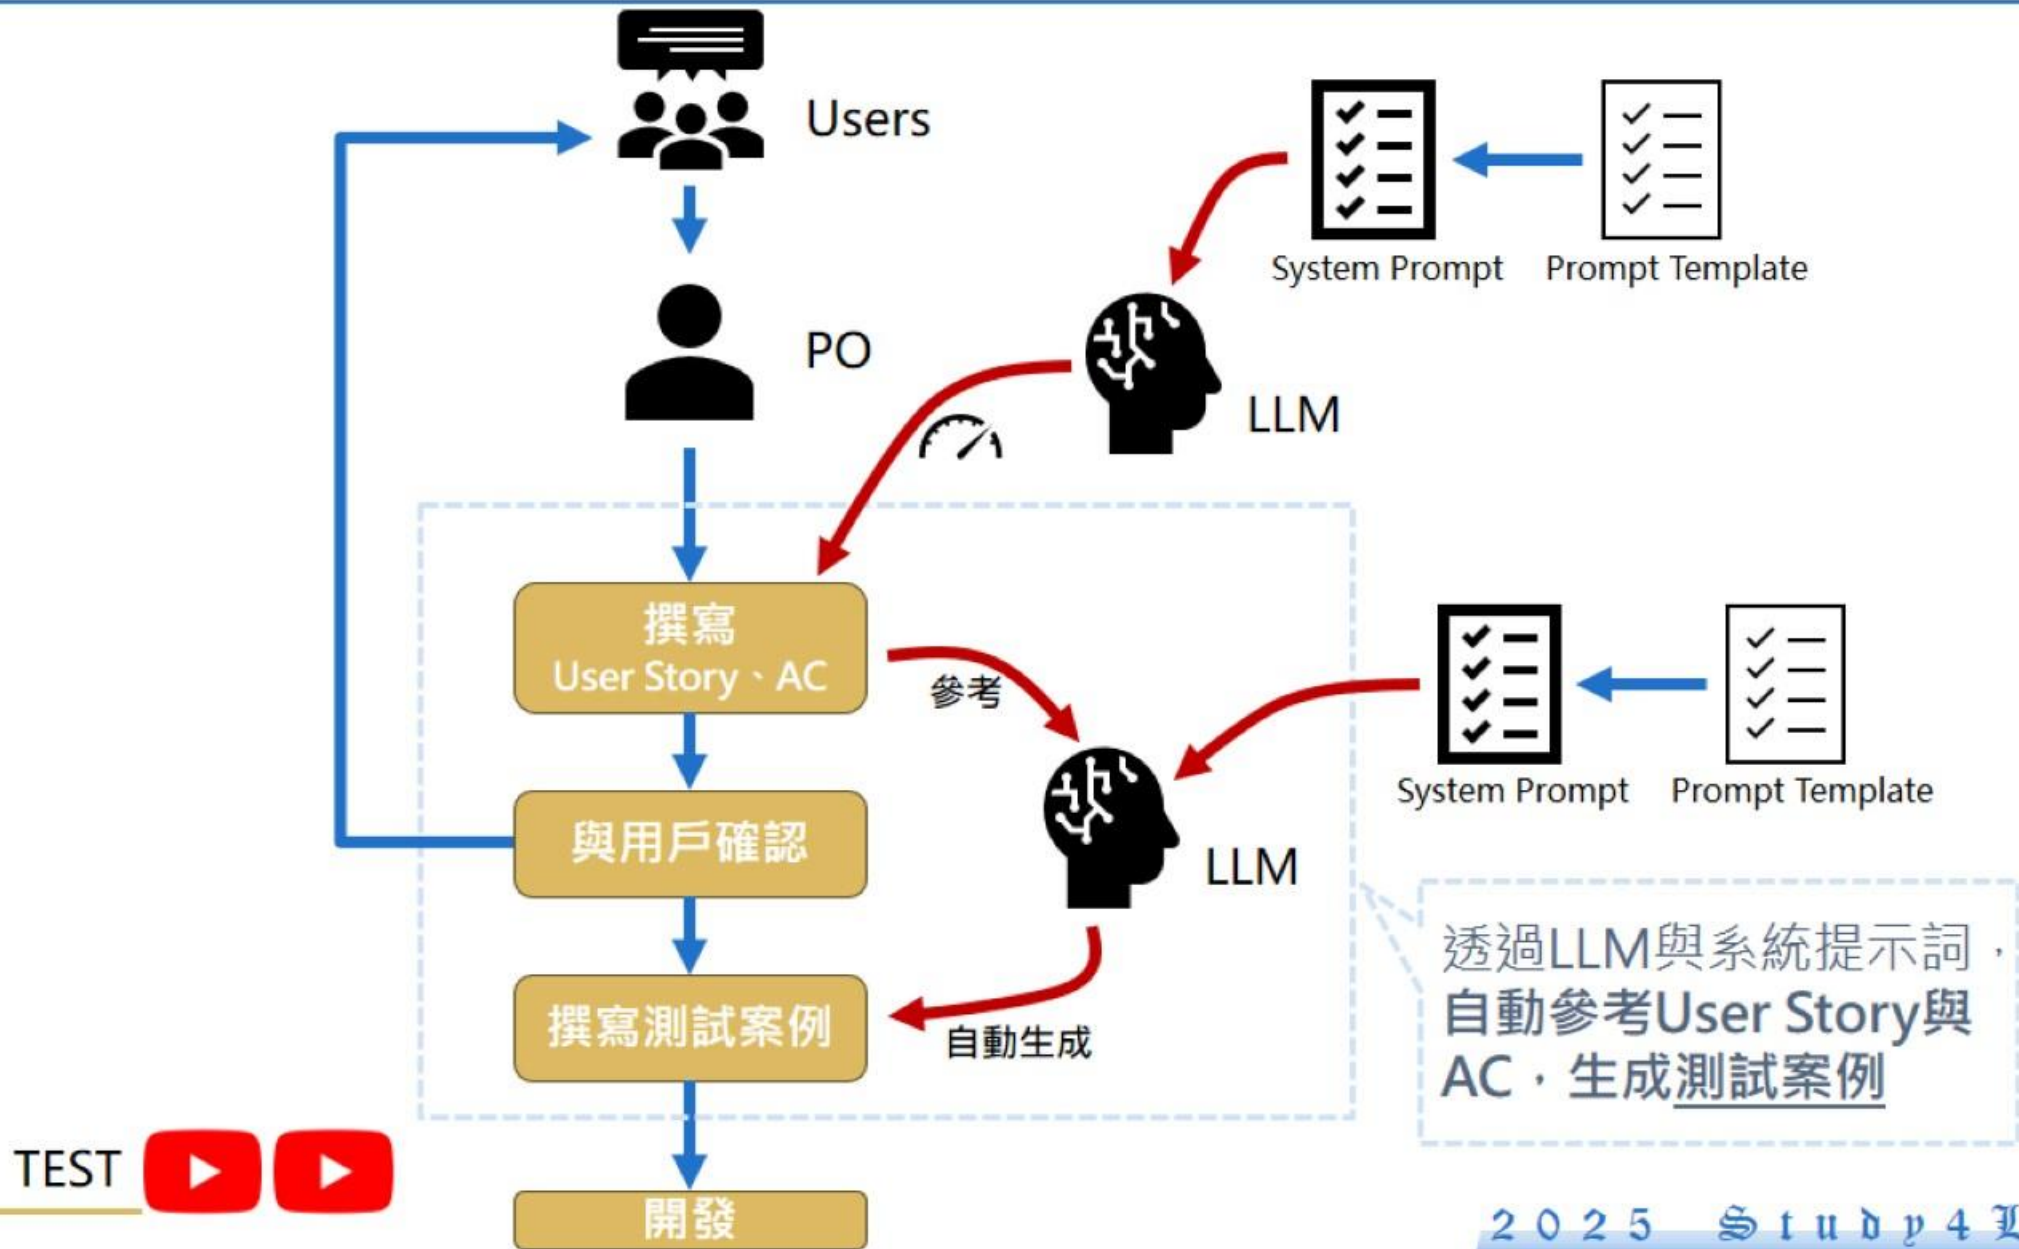 Users
PO
System Prompt
Prompt Template
LLM
撰寫
User Story、AC
參考
System Prompt
Prompt Template
與用戶確認
LLM
撰寫測試案例
自動生成
透過LLM與系統提示詞，
自動參考User Story與
AC，生成測試案例
TEST
開發
2025 Study4